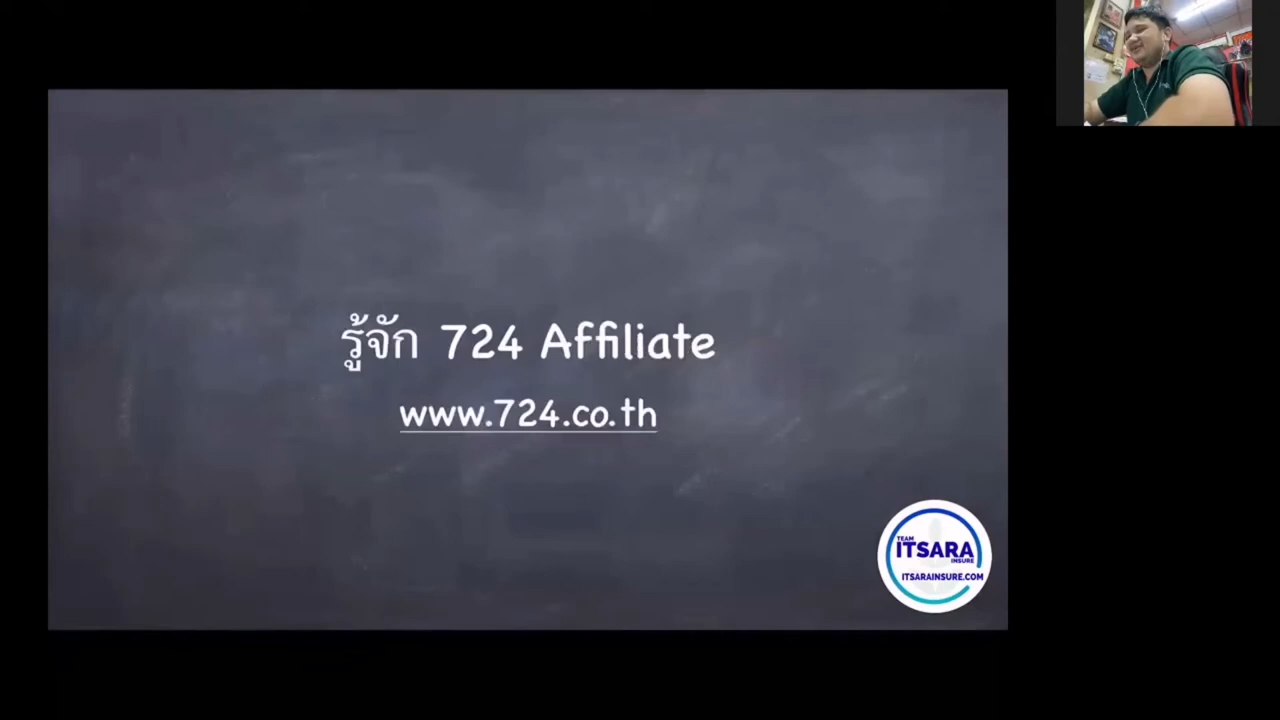 รู้จัก 724 Affiliate
www.724.co.th
TEAM
ITSARA
INSURE
ITSARAINSURE.COM